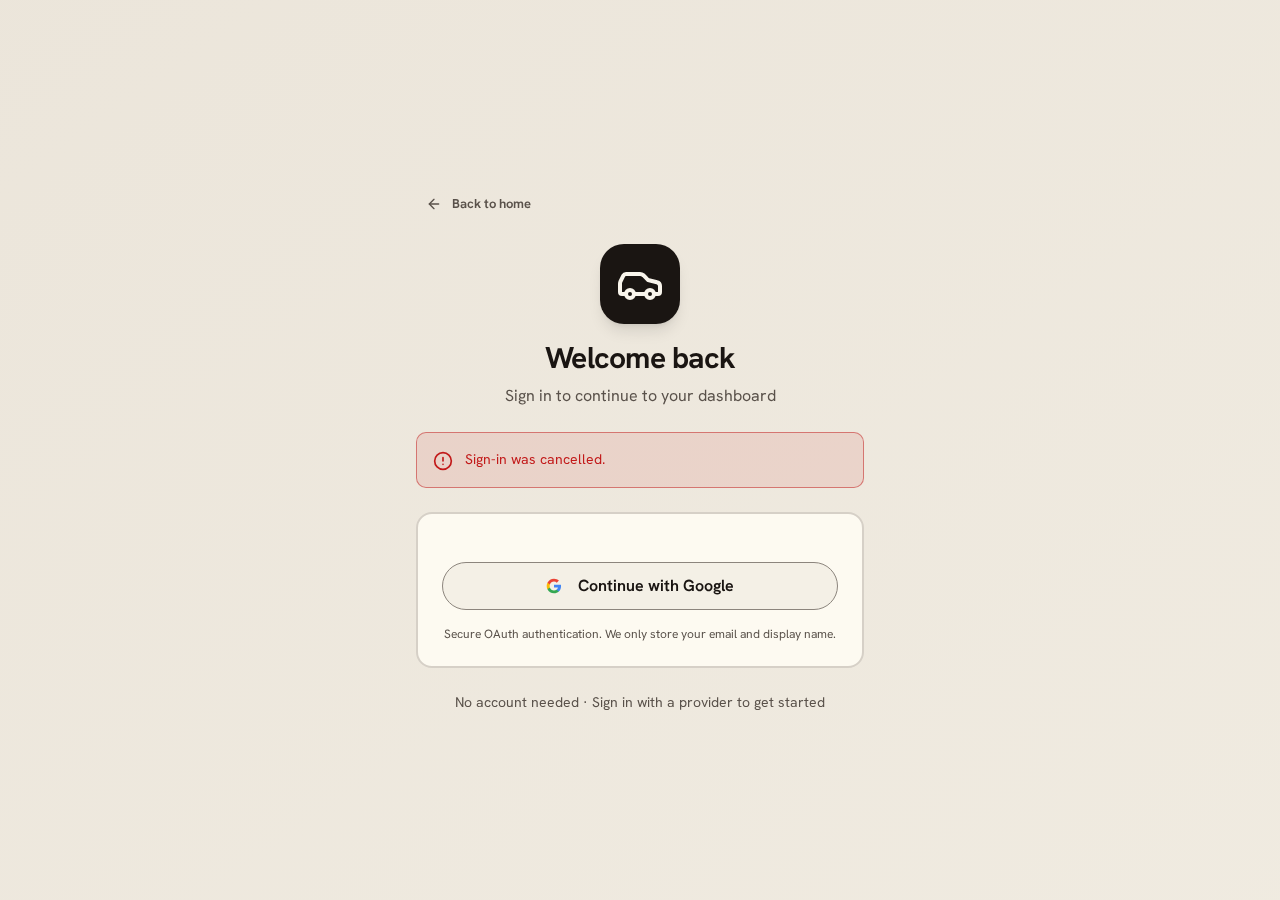 Back to home
Welcome back
Sign in to continue to your dashboard
Sign-in was cancelled.
Continue with Google
Secure OAuth authentication. We only store your email and display name.
No account needed · Sign in with a provider to get started